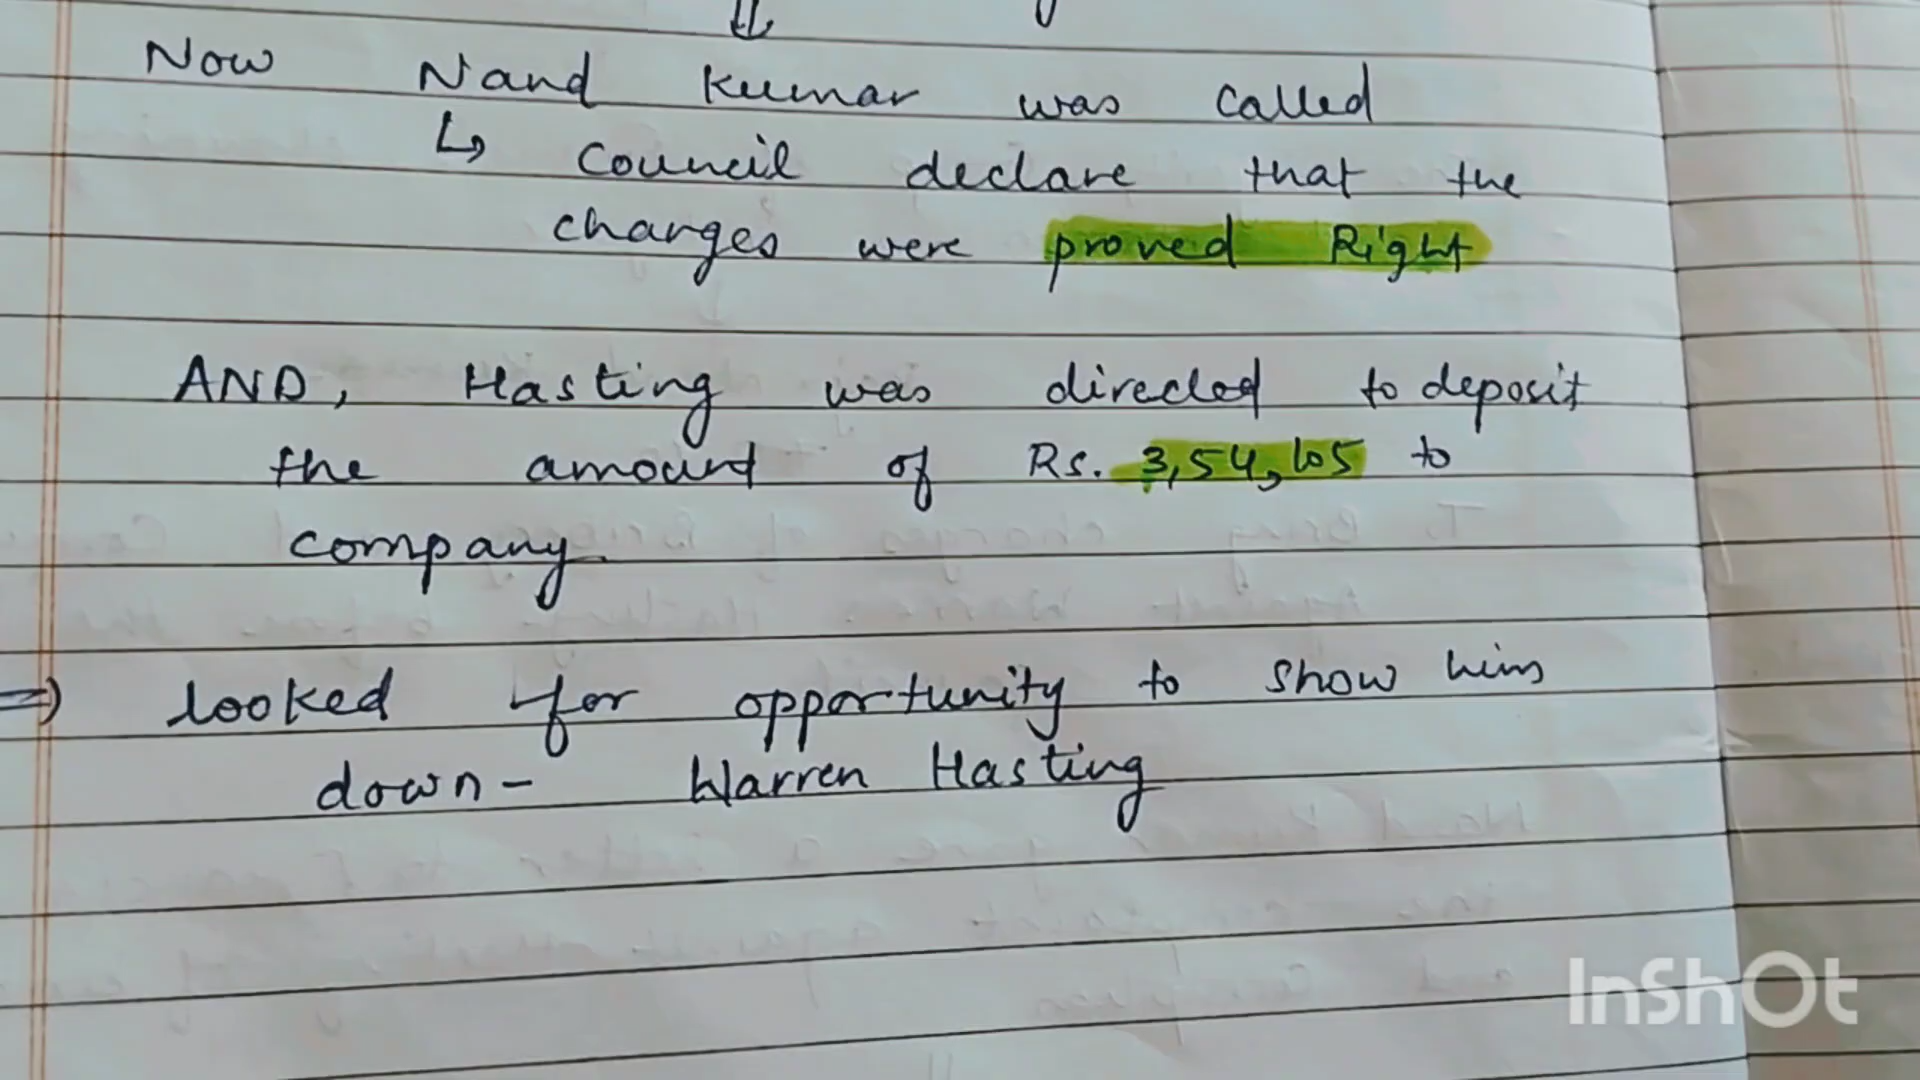 Now Nand Kumar was called
↳ Council declare that the
charges were proved Right
AND, Hasting was directed to deposit
the amount of Rs. 3,54,105 to
company.
⇒ looked for opportunity to show him
down - Warren Hasting
InShOt